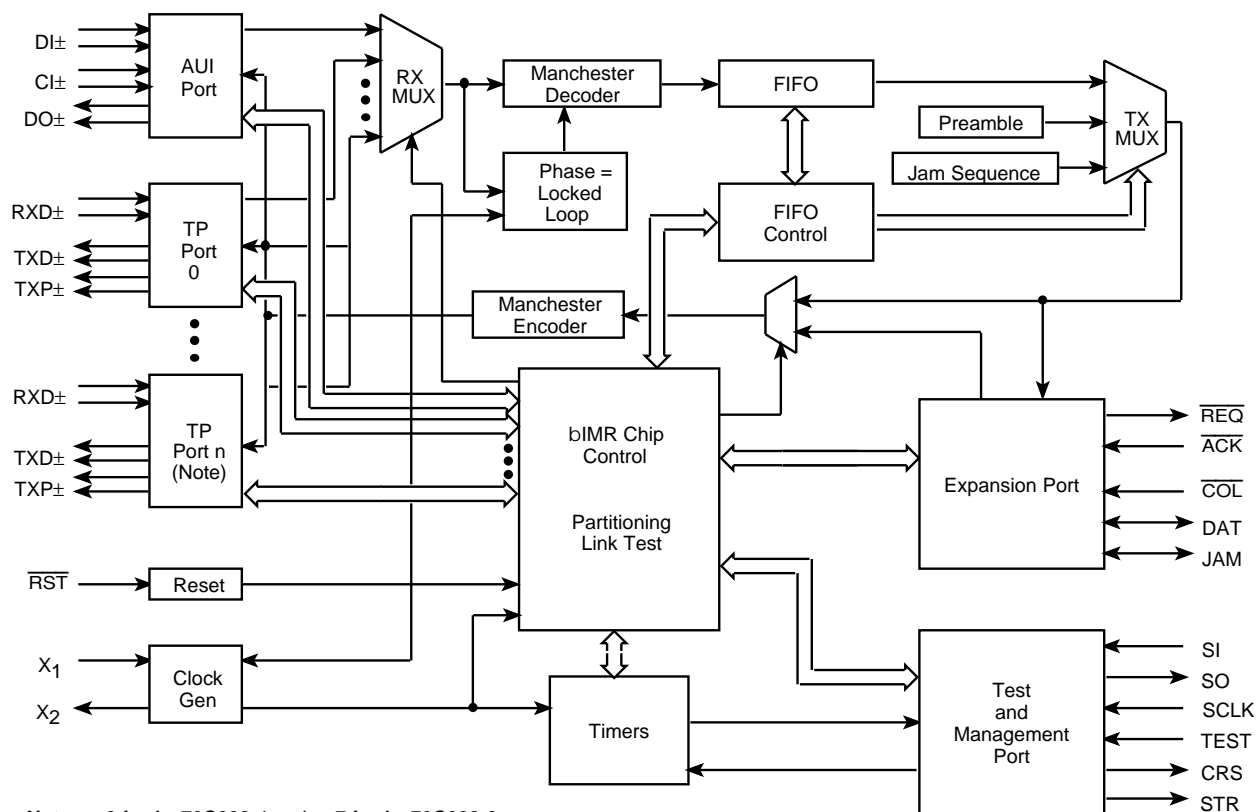 DI±
CI±
DO±
AUI
Port
RX
MUX
Manchester
Decoder
FIFO
Preamble
Jam Sequence
TX
MUX
Phase =
Locked
Loop
FIFO
Control
RXD±
TXD±
TXP±
TP
Port
0
Manchester
Encoder
RXD±
TXD±
TXP±
TP
Port n
(Note)
bIMR Chip
Control
Partitioning
Link Test
Expansion Port
REQ
ACK
COL
DAT
JAM
RST
Reset
X1
X2
Clock
Gen
Timers
Test
and
Management
Port
SI
SO
SCLK
TEST
CRS
STR